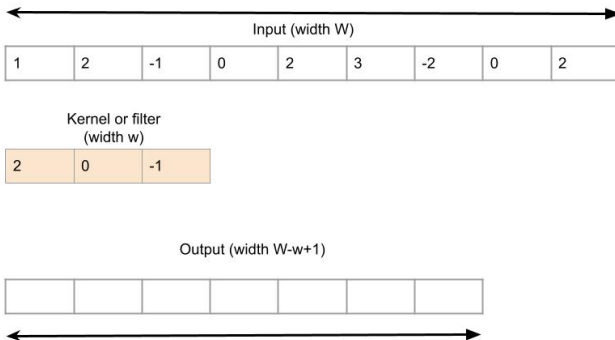 Input (width W)
1 2 -1 0 2 3 -2 0 2
Kernel or filter
(width w)
2 0 -1
Output (width W-w+1)